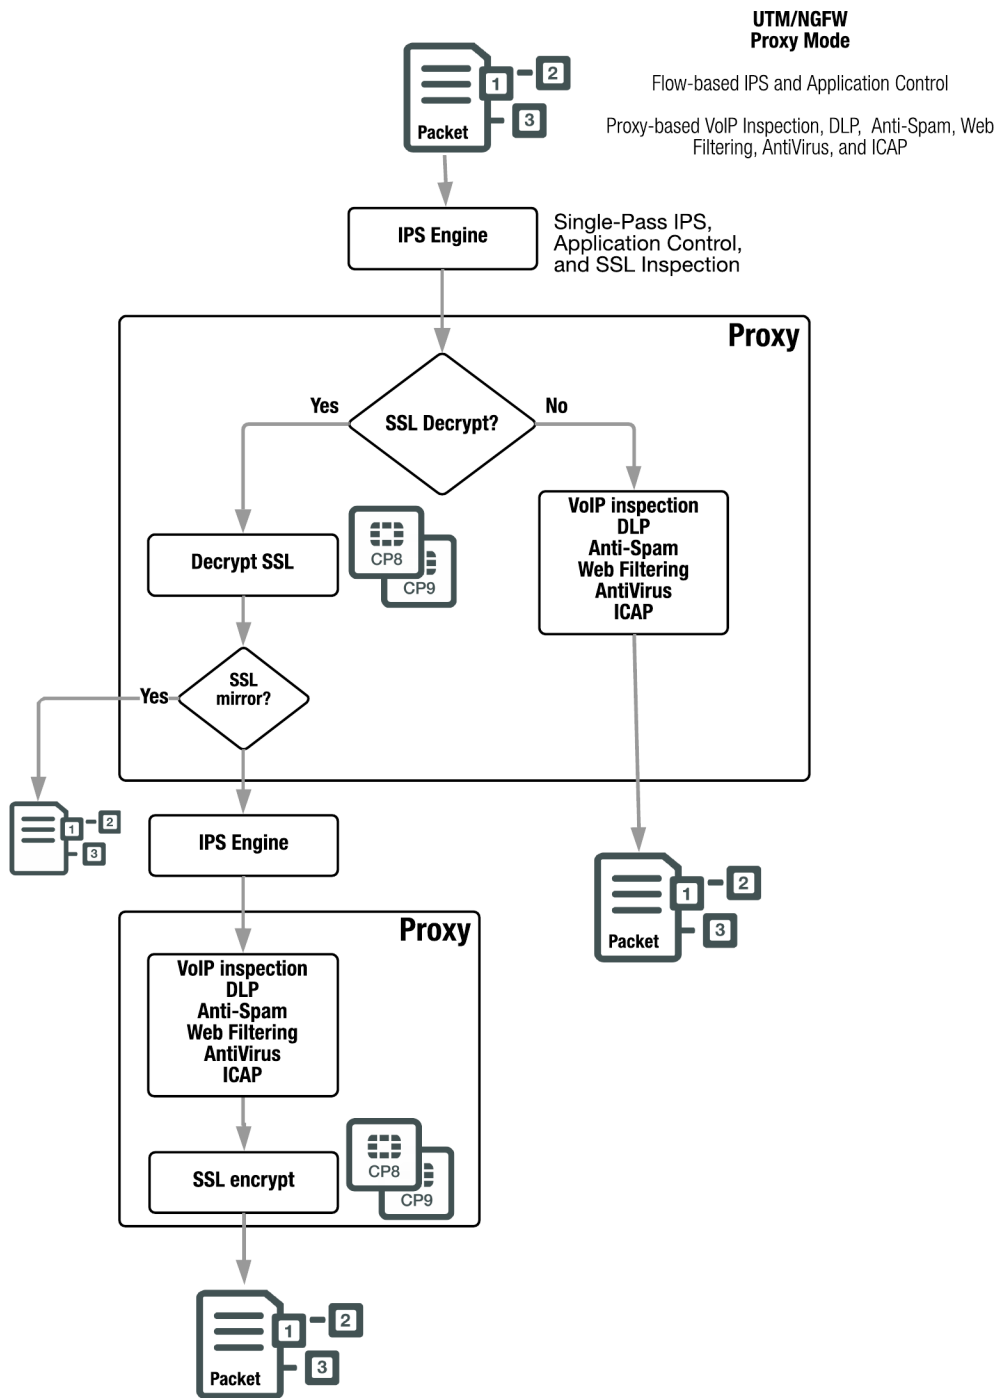 UTM/NGFW
Proxy Mode
Flow-based IPS and Application Control
Proxy-based VoIP Inspection, DLP, Anti-Spam, Web
Filtering, AntiVirus, and ICAP
1
2
3
Packet
IPS Engine
Single-Pass IPS,
Application Control,
and SSL Inspection
Proxy
SSL Decrypt?
Yes
No
VoIP inspection
DLP
Anti-Spam
Web Filtering
AntiVirus
ICAP
Decrypt SSL
CP8
CP9
SSL
mirror?
Yes
1
2
3
IPS Engine
1
2
3
Packet
Proxy
VoIP inspection
DLP
Anti-Spam
Web Filtering
AntiVirus
ICAP
SSL encrypt
CP8
CP9
1
2
3
Packet